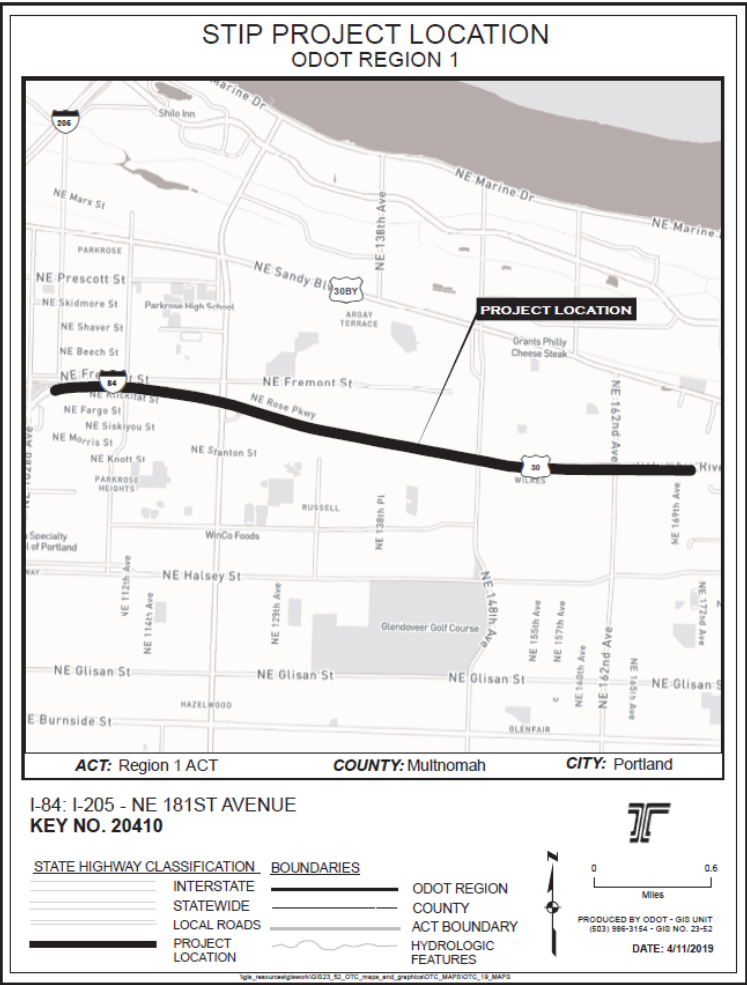 STIP PROJECT LOCATION
ODOT REGION 1
205
Shilo Inn
Marine Dr
NE Marine Dr
NE Marine
NE Marx St
NE 138th Ave
PARKROSE
NE Sandy Bl
30BY
NE Prescott St
NE Skidmore St
Parkrose High School
ARGAY
TERRACE
PROJECT LOCATION
NE Shaver St
NE Beech St
Grants Philly
Cheese Steak
84
NE Fremont St
NE Rose Pkwy
NE 162nd Ave
NE Fargo St
NE Siskiyou St
NE Morris St
NE Knott St
NE Stanton St
30
WILKES
PARKROSE
HEIGHTS
RUSSELL
NE 138th Pl
NE 169th Ave
Specialty
l of Portland
WinCo Foods
WAY
NE Halsey St
NE 112th Ave
NE 114th Ave
NE 129th Ave
Glendoveer Golf Course
NE 148th Ave
NE 155th Ave
NE 157th Ave
NE 160th Ave
NE 162nd Ave
NE 165th Ave
NE 172nd Ave
NE Glisan St
NE Glisan St
NE Glisan St
NE Glisan S
HAZELWOOD
E Burnside St
GLENFAIR
ACT: Region 1 ACT COUNTY: Multnomah CITY: Portland
I-84: I-205 - NE 181ST AVENUE
KEY NO. 20410
STATE HIGHWAY CLASSIFICATION
INTERSTATE
STATEWIDE
LOCAL ROADS
PROJECT
LOCATION
BOUNDARIES
ODOT REGION
COUNTY
ACT BOUNDARY
HYDROLOGIC
FEATURES
N
0 0.6
Miles
PRODUCED BY ODOT - GIS UNIT
(503) 986-3154 - GIS NO. 23-52
DATE: 4/11/2019